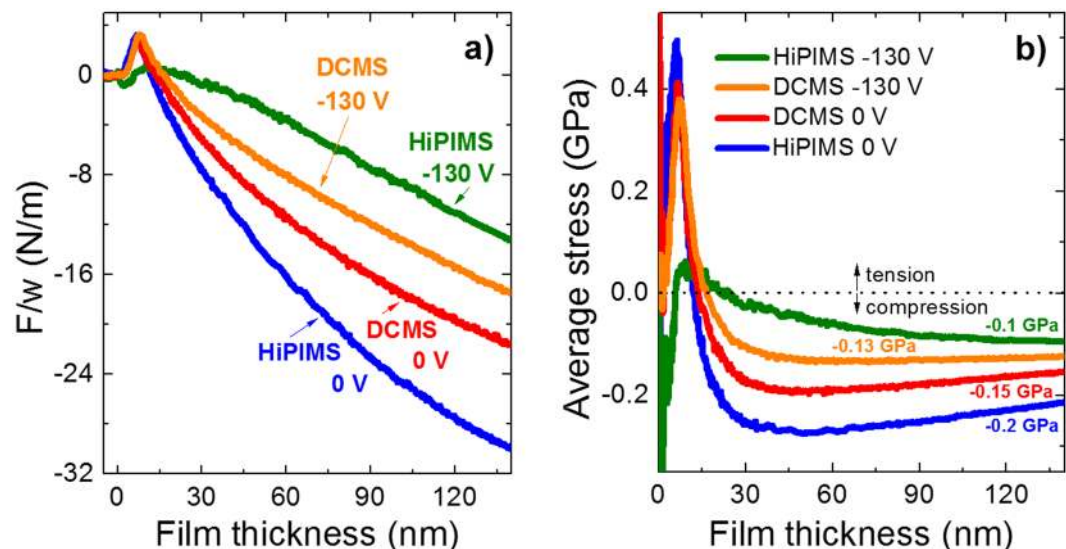 a)
DCMS
-130 V
HiPIMS
-130 V
DCMS
0 V
HiPIMS
0 V
0
-8
-16
-24
-32
F/w (N/m)
0 30 60 90 120
Film thickness (nm)
b)
HiPIMS -130 V
DCMS -130 V
DCMS 0 V
HiPIMS 0 V
tension
compression
-0.1 GPa
-0.13 GPa
-0.15 GPa
-0.2 GPa
0.4
0.2
0.0
-0.2
Average stress (GPa)
0 30 60 90 120
Film thickness (nm)